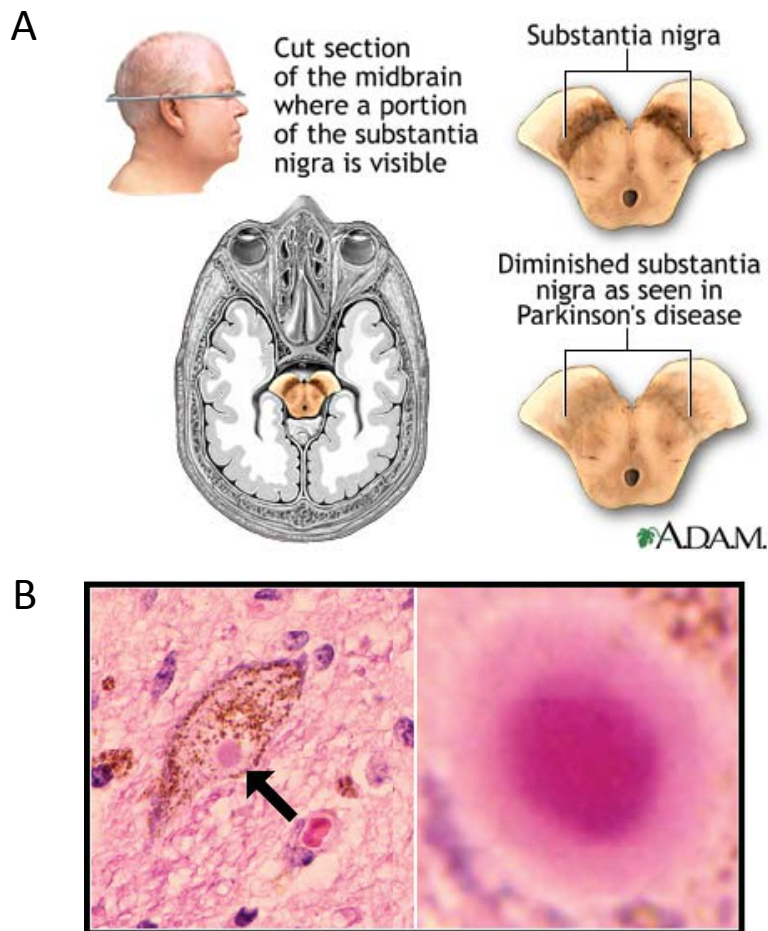 A
Cut section
of the midbrain
where a portion
of the substantia
nigra is visible
Substantia nigra
Diminished substantia
nigra as seen in
Parkinson's disease
A.D.A.M.
B